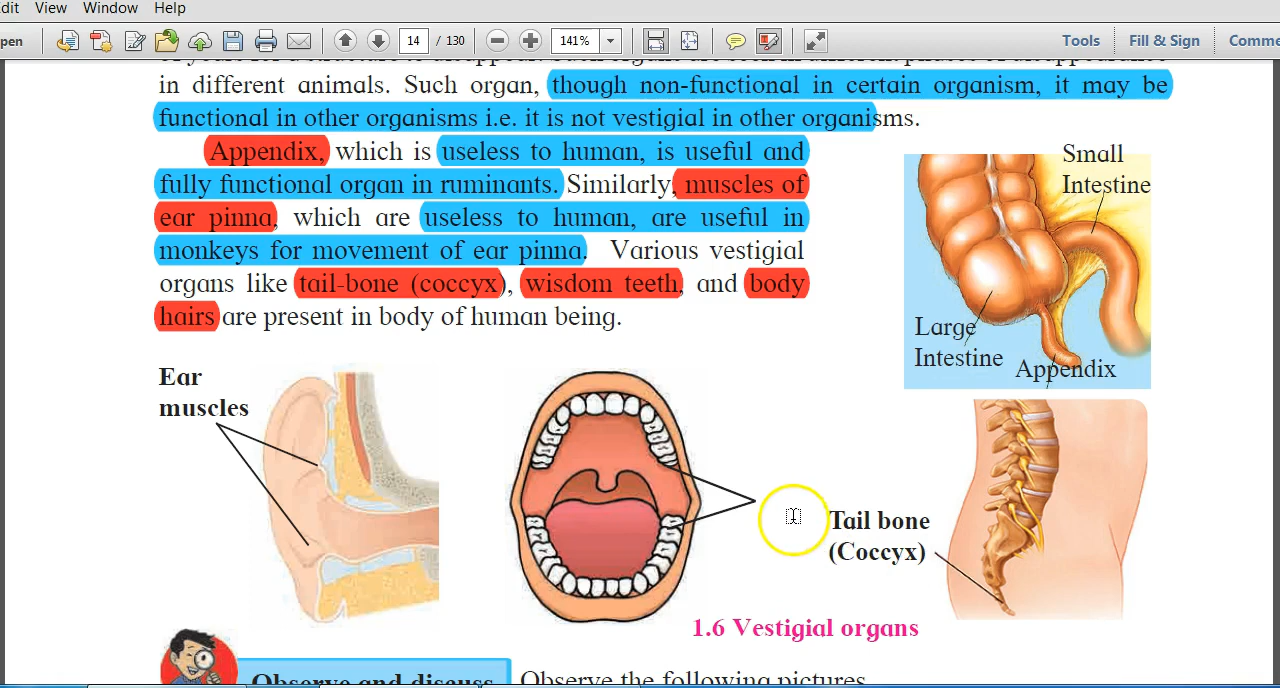 dit View Window Help
pen 14 / 130 141% Tools Fill & Sign Comme
in different animals. Such organ, though non-functional in certain organism, it may be
functional in other organisms i.e. it is not vestigial in other organisms.
Appendix, which is useless to human, is useful and
fully functional organ in ruminants. Similarly, muscles of
ear pinna, which are useless to human, are useful in
monkeys for movement of ear pinna. Various vestigial
organs like tail-bone (coccyx), wisdom teeth, and body
hairs are present in body of human being.
Small
Intestine
Large
Intestine
Appendix
Ear
muscles
Tail bone
(Coccyx)
1.6 Vestigial organs
Observe and discuss
Observe the following pictures